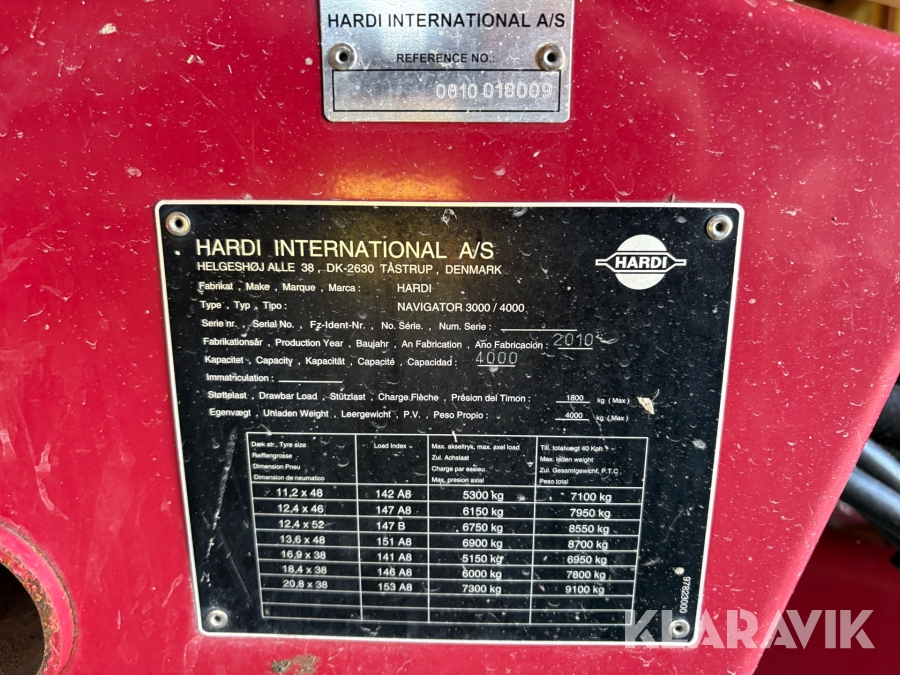 HARDI INTERNATIONAL A/S
REFERENCE NO.:
0010 018009
HARDI INTERNATIONAL A/S
HELGESHØJ ALLE 38 , DK-2630 TÅSTRUP , DENMARK
HARDI
Fabrikat , Make , Marque , Marca : HARDI
Type , Typ , Tipo : NAVIGATOR 3000 / 4000
Serie nr. , Serial No. , Fz-Ident-Nr. , No. Série. , Num. Serie :
Fabrikationsår , Production Year , Baujahr , An Fabrication , Ano Fabricacion : 2010
Kapacitet , Capacity , Kapacität , Capacité , Capacidad : 4000
Immatriculation :
Støttelast , Drawbar Load , Stützlast , Charge Flèche , Présion del Timon : 1800 kg ( Max )
Egenvægt , Unladen Weight , Leergewicht , P.V. , Peso Propio : 4000 kg ( Max )
Dæk str., Tyre size
Reiffengrosse
Dimension Pneu
Dimension de neumatico
Load Index
Max. akseltryk, max. axel load
Zul. Achslast
Charge par essieu
Max. presion axial
Till. totalvægt 40 Kph
Max. laden weight
Zul. Gesamtgewicht, P.T.C.
Peso total
11,2 x 48 142 A8 5300 kg 7100 kg
12,4 x 46 147 A8 6150 kg 7950 kg
12,4 x 52 147 B 6750 kg 8550 kg
13,6 x 48 151 A8 6900 kg 8700 kg
16,9 x 38 141 A8 5150 kg 6950 kg
18,4 x 38 146 A8 6000 kg 7800 kg
20,8 x 38 153 A8 7300 kg 9100 kg
97823000
KLARAVIK